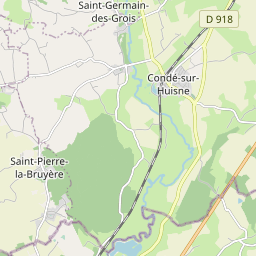 Saint-Germain-
des-Grois
D 918
Condé-sur-
Huisne
Saint-Pierre-
la-Bruyère